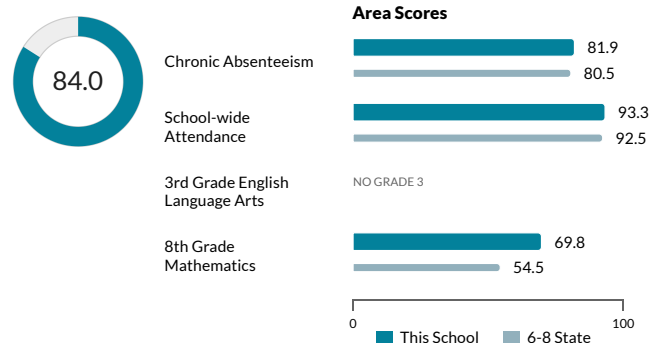 Area Scores
84.0
Chronic Absenteeism
81.9
80.5
School-wide
Attendance
93.3
92.5
3rd Grade English
Language Arts
NO GRADE 3
8th Grade
Mathematics
69.8
54.5
0
100
This School
6-8 State